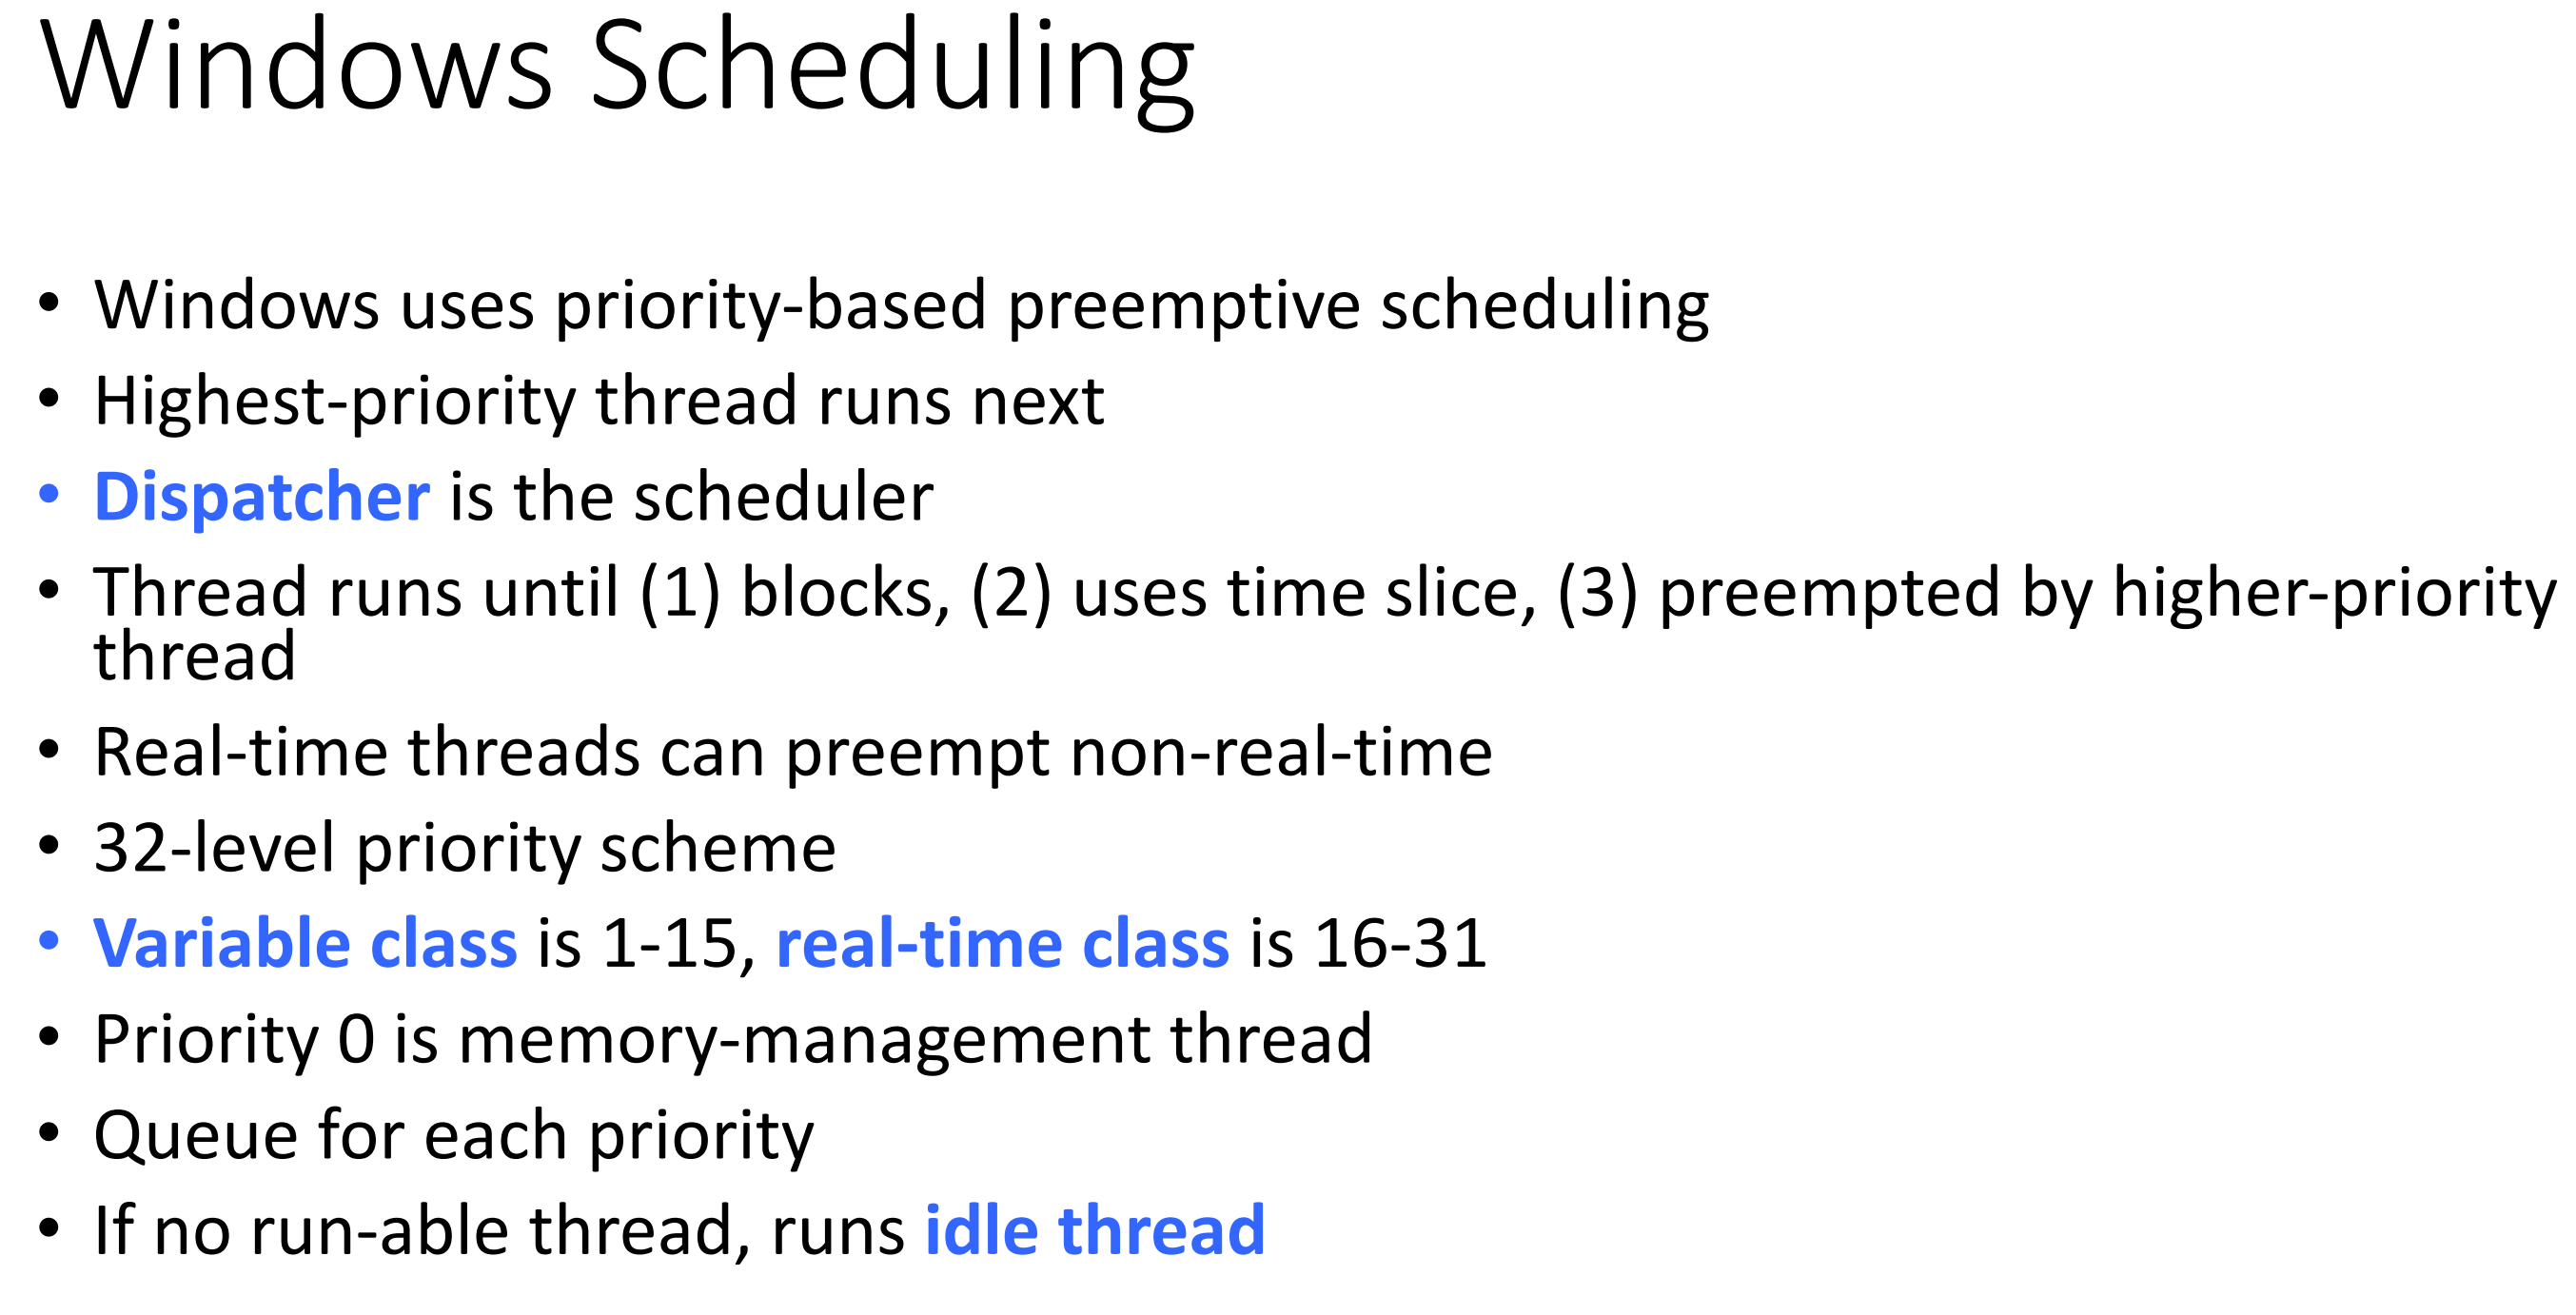 Windows Scheduling
• Windows uses priority-based preemptive scheduling
• Highest-priority thread runs next
• Dispatcher is the scheduler
• Thread runs until (1) blocks, (2) uses time slice, (3) preempted by higher-priority
thread
• Real-time threads can preempt non-real-time
• 32-level priority scheme
• Variable class is 1-15, real-time class is 16-31
• Priority 0 is memory-management thread
• Queue for each priority
• If no run-able thread, runs idle thread